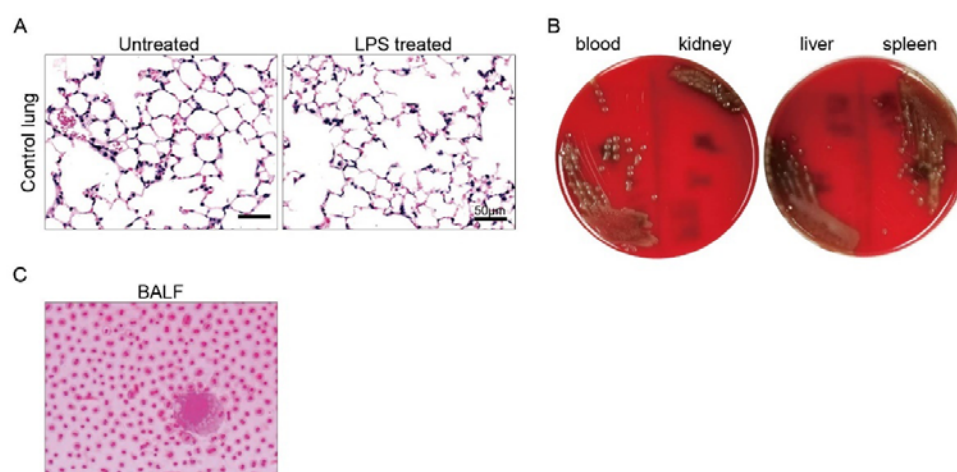 A
Untreated
LPS treated
Control lung
50μm
B
blood
kidney
liver
spleen
C
BALF